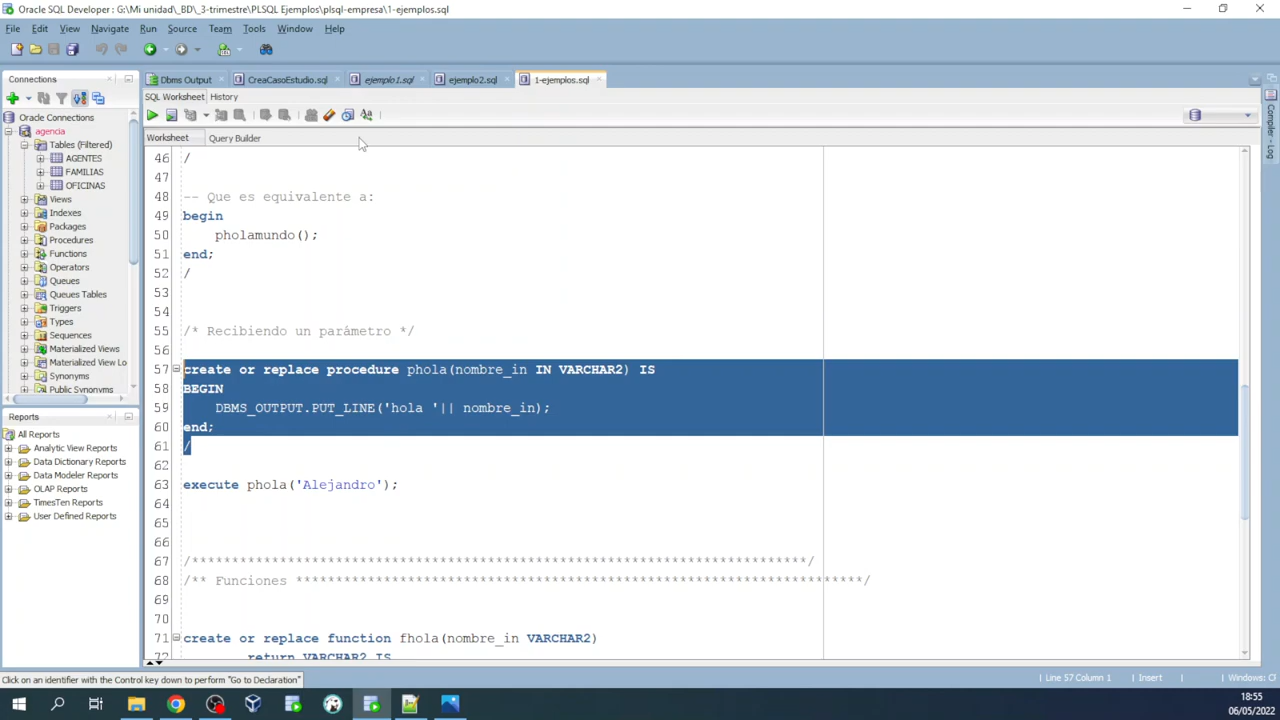 Oracle SQL Developer : G:\Mi unidad\_BD\_3-trimestre\PLSQL Ejemplos\plsql-empresa\1-ejemplos.sql
File Edit View Navigate Run Source Team Tools Window Help
Connections
Dbms Output
CreaCasoEstudio.sql
ejemplo1.sql
ejemplo2.sql
1-ejemplos.sql
SQL Worksheet History
Worksheet Query Builder
Oracle Connections
agencia
Tables (Filtered)
AGENTES
FAMILIAS
OFICINAS
Views
Indexes
Packages
Procedures
Functions
Operators
Queues
Queues Tables
Triggers
Types
Sequences
Materialized Views
Materialized View Lo
Synonyms
Public Synonyms
Reports
All Reports
Analytic View Reports
Data Dictionary Reports
Data Modeler Reports
OLAP Reports
TimesTen Reports
User Defined Reports
46 /
47
48 -- Que es equivalente a:
49 begin
50 pholamundo();
51 end;
52 /
53
54
55 /* Recibiendo un parámetro */
56
57 create or replace procedure phola(nombre_in IN VARCHAR2) IS
58 BEGIN
59 DBMS_OUTPUT.PUT_LINE('hola '|| nombre_in);
60 end;
61 /
62
63 execute phola('Alejandro');
64
65
66
67 /*****************************************************************************/
68 /** Funciones **********************************************************************/
69
70
71 create or replace function fhola(nombre_in VARCHAR2)
72 return VARCHAR2 IS
Compiler - Log
Click on an identifier with the Control key down to perform "Go to Declaration"
Line 57 Column 1
Insert
Windows: CF
18:55
06/05/2022